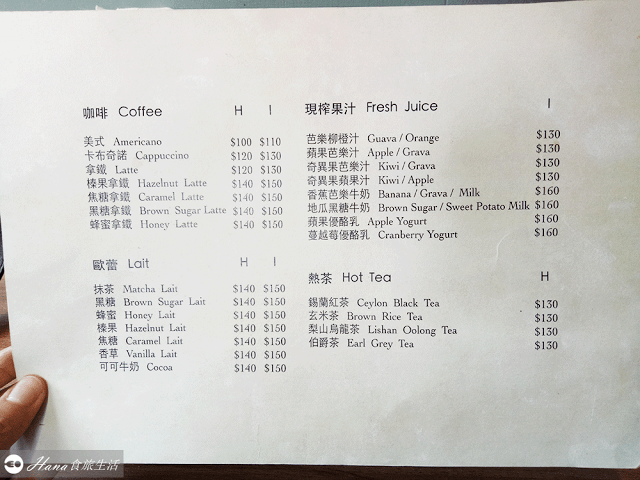 咖啡 Coffee H I
美式 Americano $100 $110
卡布奇諾 Cappuccino $120 $130
拿鐵 Latte $120 $130
榛果拿鐵 Hazelnut Latte $140 $150
焦糖拿鐵 Caramel Latte $140 $150
黑糖拿鐵 Brown Sugar Latte $140 $150
蜂蜜拿鐵 Honey Latte $140 $150
歐蕾 Lait H I
抹茶 Matcha Lait $140 $150
黑糖 Brown Sugar Lait $140 $150
蜂蜜 Honey Lait $140 $150
榛果 Hazelnut Lait $140 $150
焦糖 Caramel Lait $140 $150
香草 Vanilla Lait $140 $150
可可牛奶 Cocoa $140 $150
現榨果汁 Fresh Juice I
芭樂柳橙汁 Guava / Orange $130
蘋果芭樂汁 Apple / Grava $130
奇異果芭樂汁 Kiwi / Grava $130
奇異果蘋果汁 Kiwi / Apple $130
香蕉芭樂牛奶 Banana / Grava / Milk $160
地瓜黑糖牛奶 Brown Sugar / Sweet Potato Milk $160
蘋果優酪乳 Apple Yogurt $160
蔓越莓優酪乳 Cranberry Yogurt $160
熱茶 Hot Tea H
錫蘭紅茶 Ceylon Black Tea $130
玄米茶 Brown Rice Tea $130
梨山烏龍茶 Lishan Oolong Tea $130
伯爵茶 Earl Grey Tea $130
Hana食旅生活